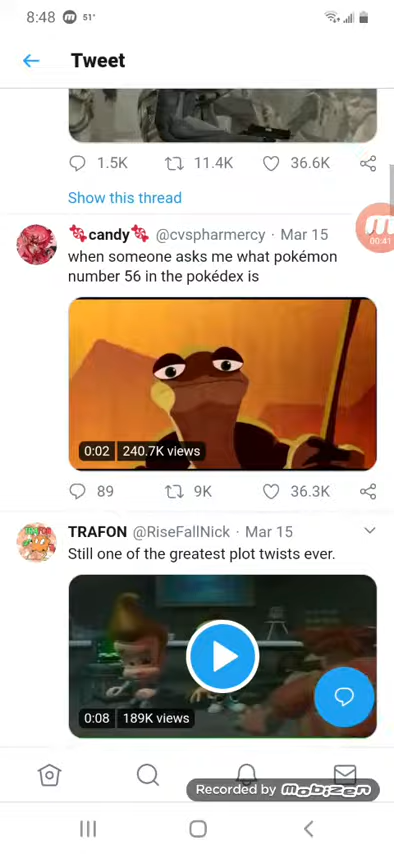 8:48 51°
Tweet
1.5K 11.4K 36.6K
Show this thread
candy @cvspharmercy · Mar 15
when someone asks me what pokémon
number 56 in the pokédex is
00:41
0:02 240.7K views
89 9K 36.3K
TRAFON @RiseFallNick · Mar 15
Still one of the greatest plot twists ever.
0:08 189K views
Recorded by mobizen